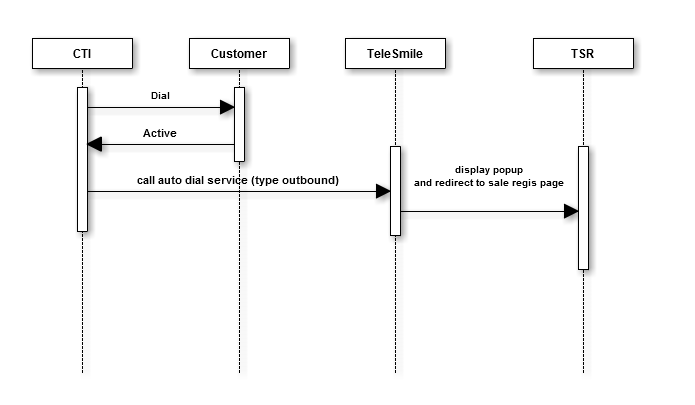 CTI
Customer
TeleSmile
TSR
Dial
Active
call auto dial service (type outbound)
display popup
and redirect to sale regis page